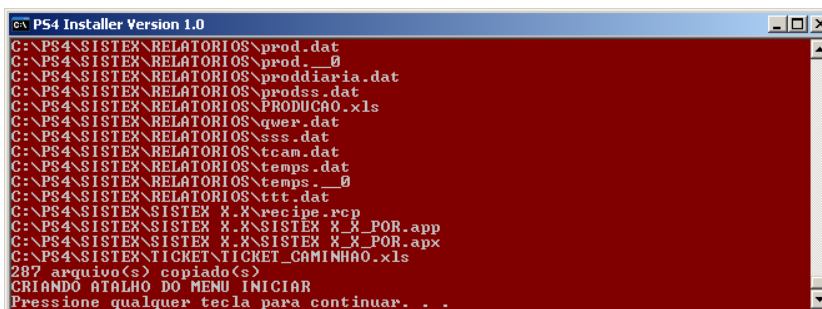 PS4 Installer Version 1.0
C:\PS4\SISTEX\RELATORIOS\prod.dat
C:\PS4\SISTEX\RELATORIOS\prod.__0
C:\PS4\SISTEX\RELATORIOS\proddiaria.dat
C:\PS4\SISTEX\RELATORIOS\prodss.dat
C:\PS4\SISTEX\RELATORIOS\PRODUCAO.xls
C:\PS4\SISTEX\RELATORIOS\qwer.dat
C:\PS4\SISTEX\RELATORIOS\sss.dat
C:\PS4\SISTEX\RELATORIOS\tcam.dat
C:\PS4\SISTEX\RELATORIOS\temps.dat
C:\PS4\SISTEX\RELATORIOS\temps.__0
C:\PS4\SISTEX\RELATORIOS\ttt.dat
C:\PS4\SISTEX\SISTEX X.X\recipe.rcp
C:\PS4\SISTEX\SISTEX X.X\SISTEX X_X_POR.app
C:\PS4\SISTEX\SISTEX X.X\SISTEX X_X_POR.apx
C:\PS4\SISTEX\TICKET\TICKET_CAMINHAO.xls
287 arquivo(s) copiado(s)
CRIANDO ATALHO DO MENU INICIAR
Pressione qualquer tecla para continuar. . .